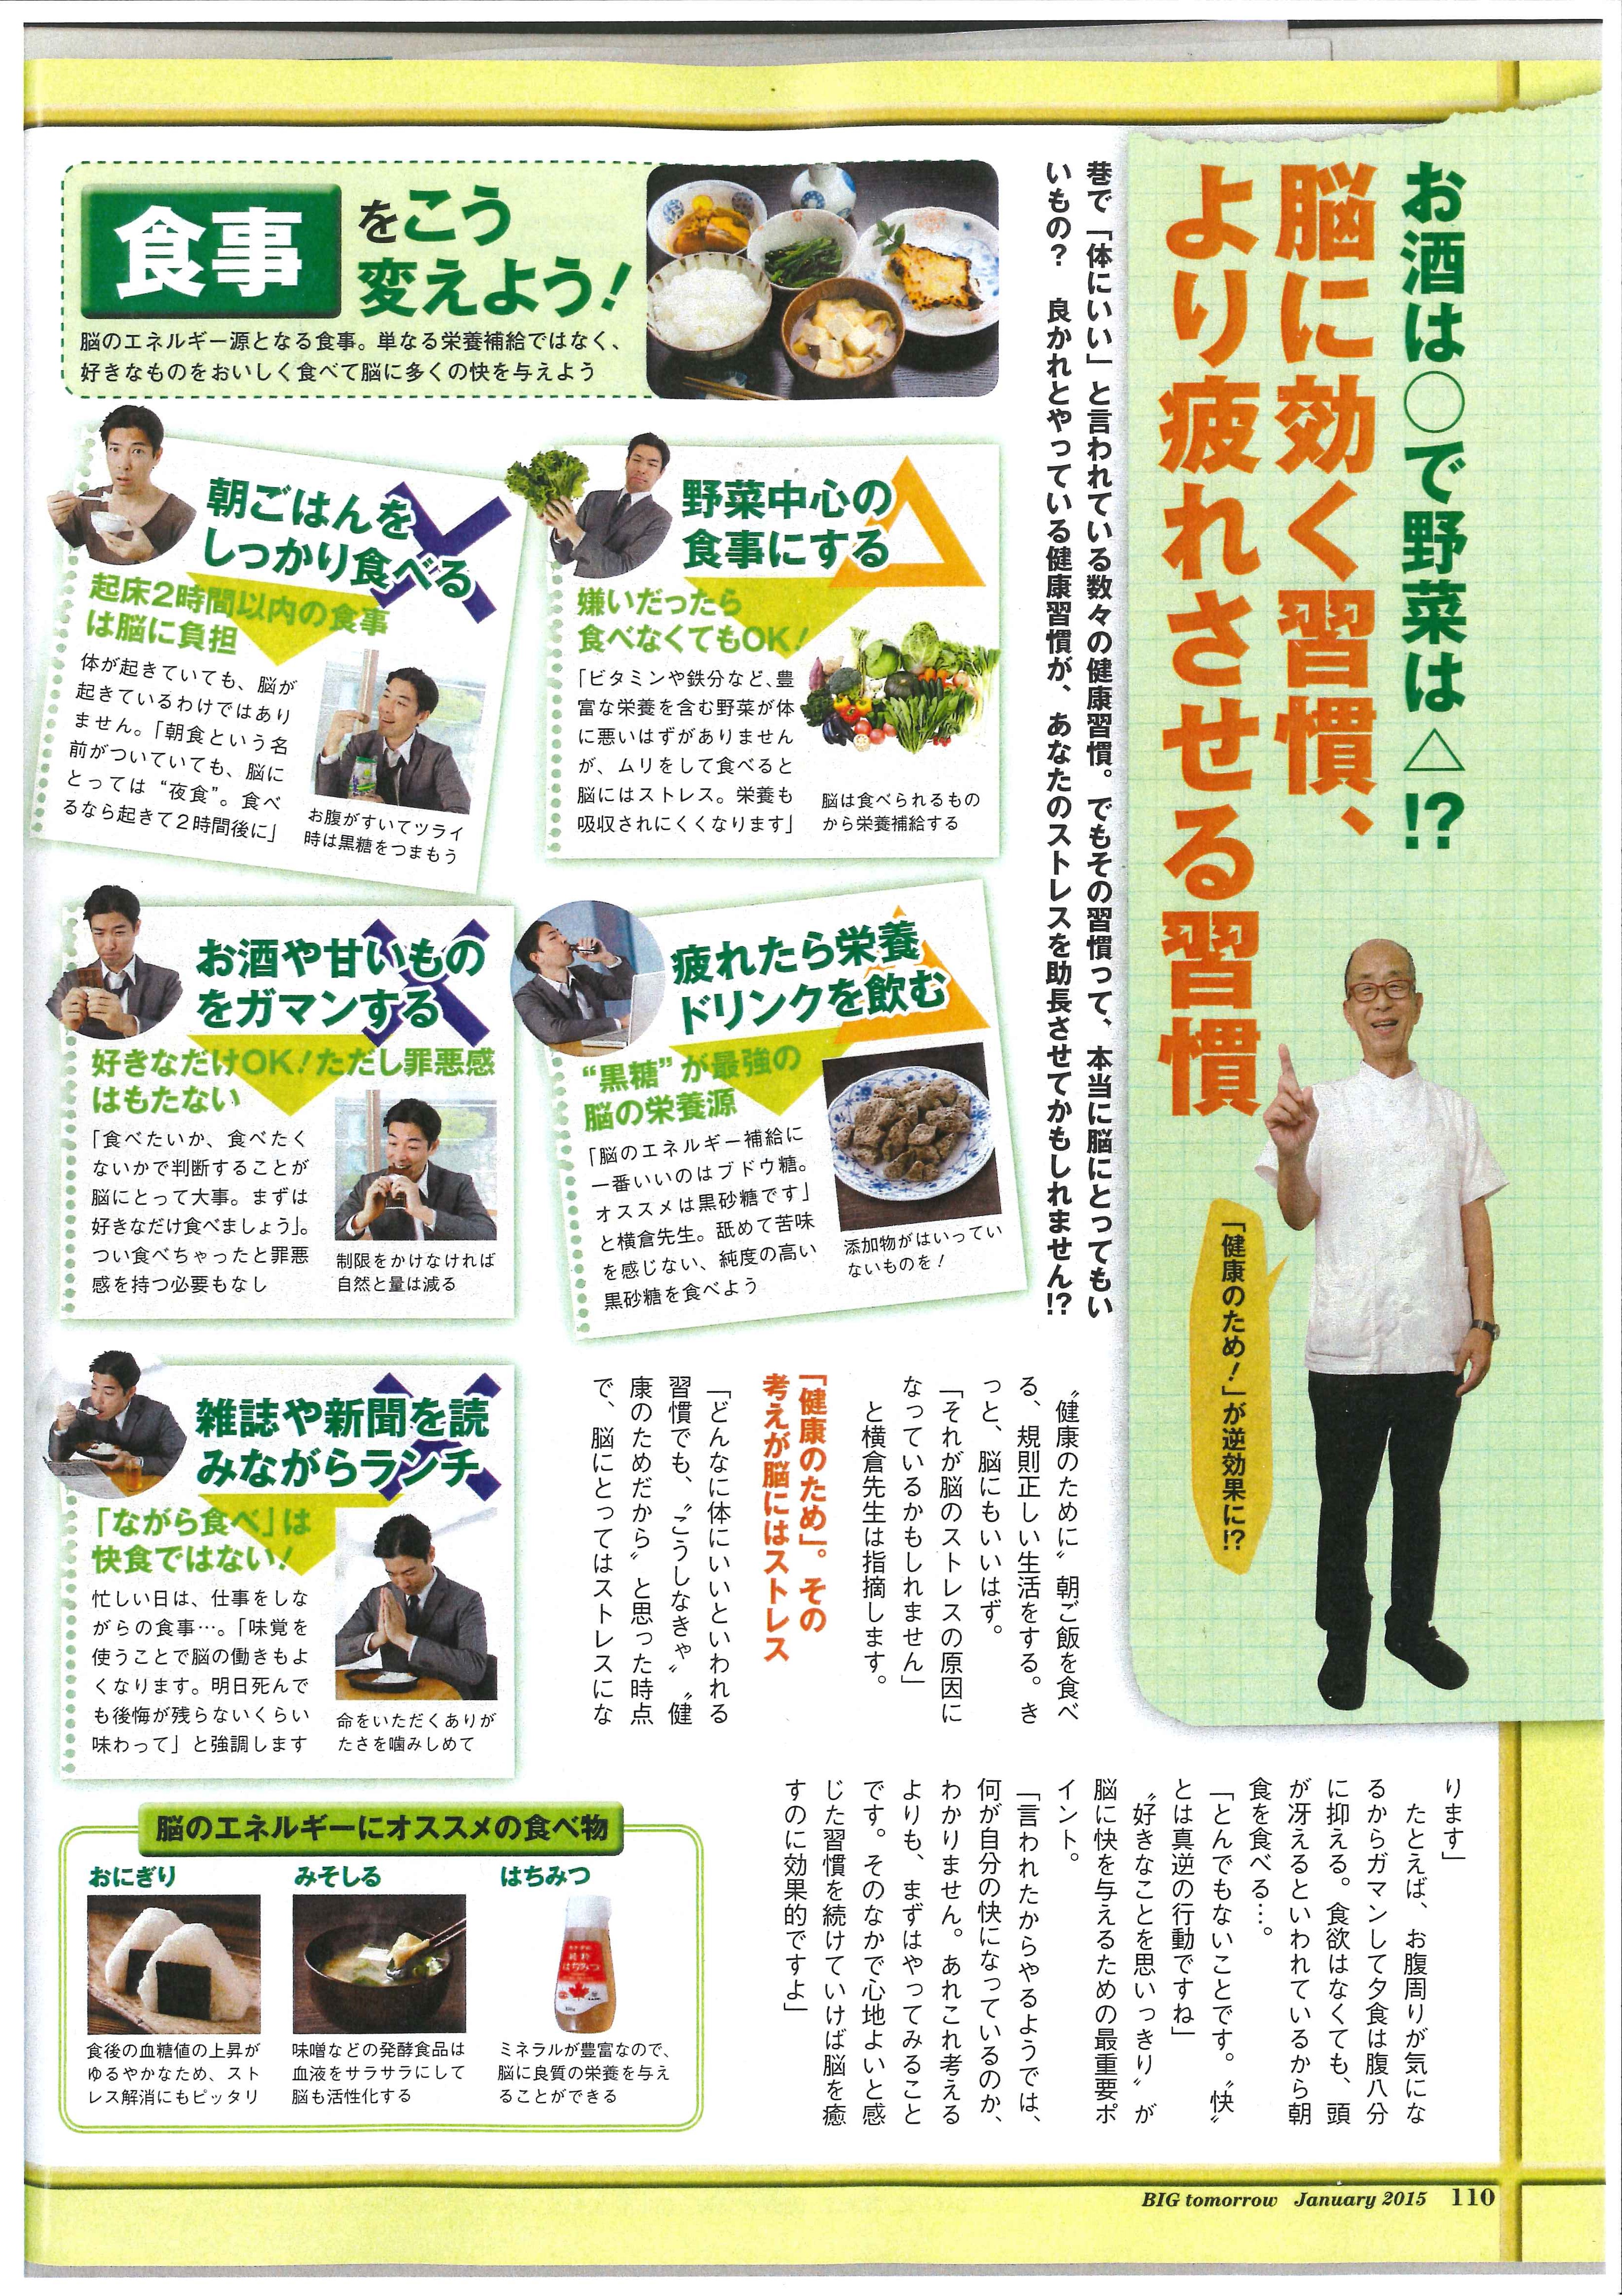 お酒は○で野菜は△!?
脳に効く習慣、
より疲れさせる習慣
「健康のため！」が逆効果に!?
巷で「体にいい」と言われている数々の健康習慣。でもその習慣って、本当に脳にとってもい
いもの？ 良かれとやっている健康習慣が、あなたのストレスを助長させてかもしれません!?
食事をこう
変えよう！
脳のエネルギー源となる食事。単なる栄養補給ではなく、
好きなものをおいしく食べて脳に多くの快を与えよう
野菜中心の
食事にする
嫌いだったら
食べなくてもOK！
「ビタミンや鉄分など、豊
富な栄養を含む野菜が体
に悪いはずがありません
が、ムリをして食べると
脳にはストレス。栄養も
吸収されにくくなります」
脳は食べられるもの
から栄養補給する
朝ごはんを
しっかり食べる
起床2時間以内の食事
は脳に負担
体が起きていても、脳が
起きているわけではあり
ません。「朝食という名
前がついていても、脳に
とっては“夜食”。食べ
るなら起きて2時間後に」
お腹がすいてツライ
時は黒糖をつまもう
疲れたら栄養
ドリンクを飲む
“黒糖”が最強の
脳の栄養源
「脳のエネルギー補給に
一番いいのはブドウ糖。
オススメは黒砂糖です」
と横倉先生。舐めて苦味
を感じない、純度の高い
黒砂糖を食べよう
添加物がはいってい
ないものを！
お酒や甘いもの
をガマンする
好きなだけOK！ただし罪悪感
はもたない
「食べたいか、食べたく
ないかで判断することが
脳にとって大事。まずは
好きなだけ食べましょう」。
つい食べちゃったと罪悪
感を持つ必要もなし
制限をかけなければ
自然と量は減る
雑誌や新聞を読
みながらランチ
「ながら食べ」は
快食ではない！
忙しい日は、仕事をしな
がらの食事…。「味覚を
使うことで脳の働きもよ
くなります。明日死んで
も後悔が残らないくらい
味わって」と強調します
命をいただくありが
たさを噛みしめて
〝健康のために〟朝ご飯を食べ
る、規則正しい生活をする。き
っと、脳にもいいはず。
「それが脳のストレスの原因に
なっているかもしれません」
と横倉先生は指摘します。
「健康のため」。その
考えが脳にはストレス
「どんなに体にいいといわれる
習慣でも、〝こうしなきゃ〟〝健
康のためだから〟と思った時点
で、脳にとってはストレスにな
ります」
たとえば、お腹周りが気にな
るからガマンして夕食は腹八分
に抑える。食欲はなくても、頭
が冴えるといわれているから朝
食を食べる…。
「とんでもないことです。〝快〟
とは真逆の行動ですね」
〝好きなことを思いっきり〟が
脳に快を与えるための最重要ポ
イント。
「言われたからやるようでは、
何が自分の快になっているのか、
わかりません。あれこれ考える
よりも、まずはやってみること
です。そのなかで心地よいと感
じた習慣を続けていけば脳を癒
すのに効果的ですよ」
脳のエネルギーにオススメの食べ物
おにぎり
食後の血糖値の上昇が
ゆるやかなため、スト
レス解消にもピッタリ
みそしる
味噌などの発酵食品は
血液をサラサラにして
脳も活性化する
はちみつ
はちみつ
ミネラルが豊富なので、
脳に良質の栄養を与え
ることができる
BIG tomorrow January 2015 110